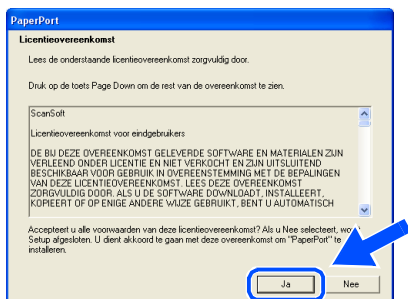 PaperPort
Licentieovereenkomst
Lees de onderstaande licentieovereenkomst zorgvuldig door.
Druk op de toets Page Down om de rest van de overeenkomst te zien.
ScanSoft
Licentieovereenkomst voor eindgebruikers
DE BIJ DEZE OVEREENKOMST GELEVERDE SOFTWARE EN MATERIALEN ZIJN
VERLEEND ONDER LICENTIE EN NIET VERKOCHT EN ZIJN UITSLUITEND
BESCHIKBAAR VOOR GEBRUIK IN OVEREENSTEMMING MET DE BEPALINGEN
VAN DEZE LICENTIEOVEREENKOMST. LEES DEZE OVEREENKOMST
ZORGVULDIG DOOR. ALS U DE SOFTWARE DOWNLOADT, INSTALLEERT,
KOPIEERT OF OP ENIGE ANDERE WIJZE GEBRUIKT, BENT U AUTOMATISCH
Accepteert u alle voorwaarden van deze licentieovereenkomst? Als u Nee selecteert,
Setup afgesloten. U dient akkoord te gaan met deze overeenkomst om "PaperPort" te
installeren.
Ja
Nee